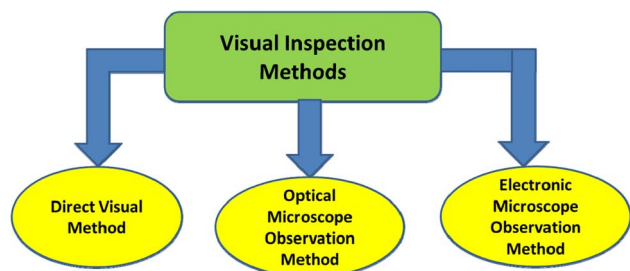 Visual Inspection
Methods
Direct Visual
Method
Optical
Microscope
Observation
Method
Electronic
Microscope
Observation
Method